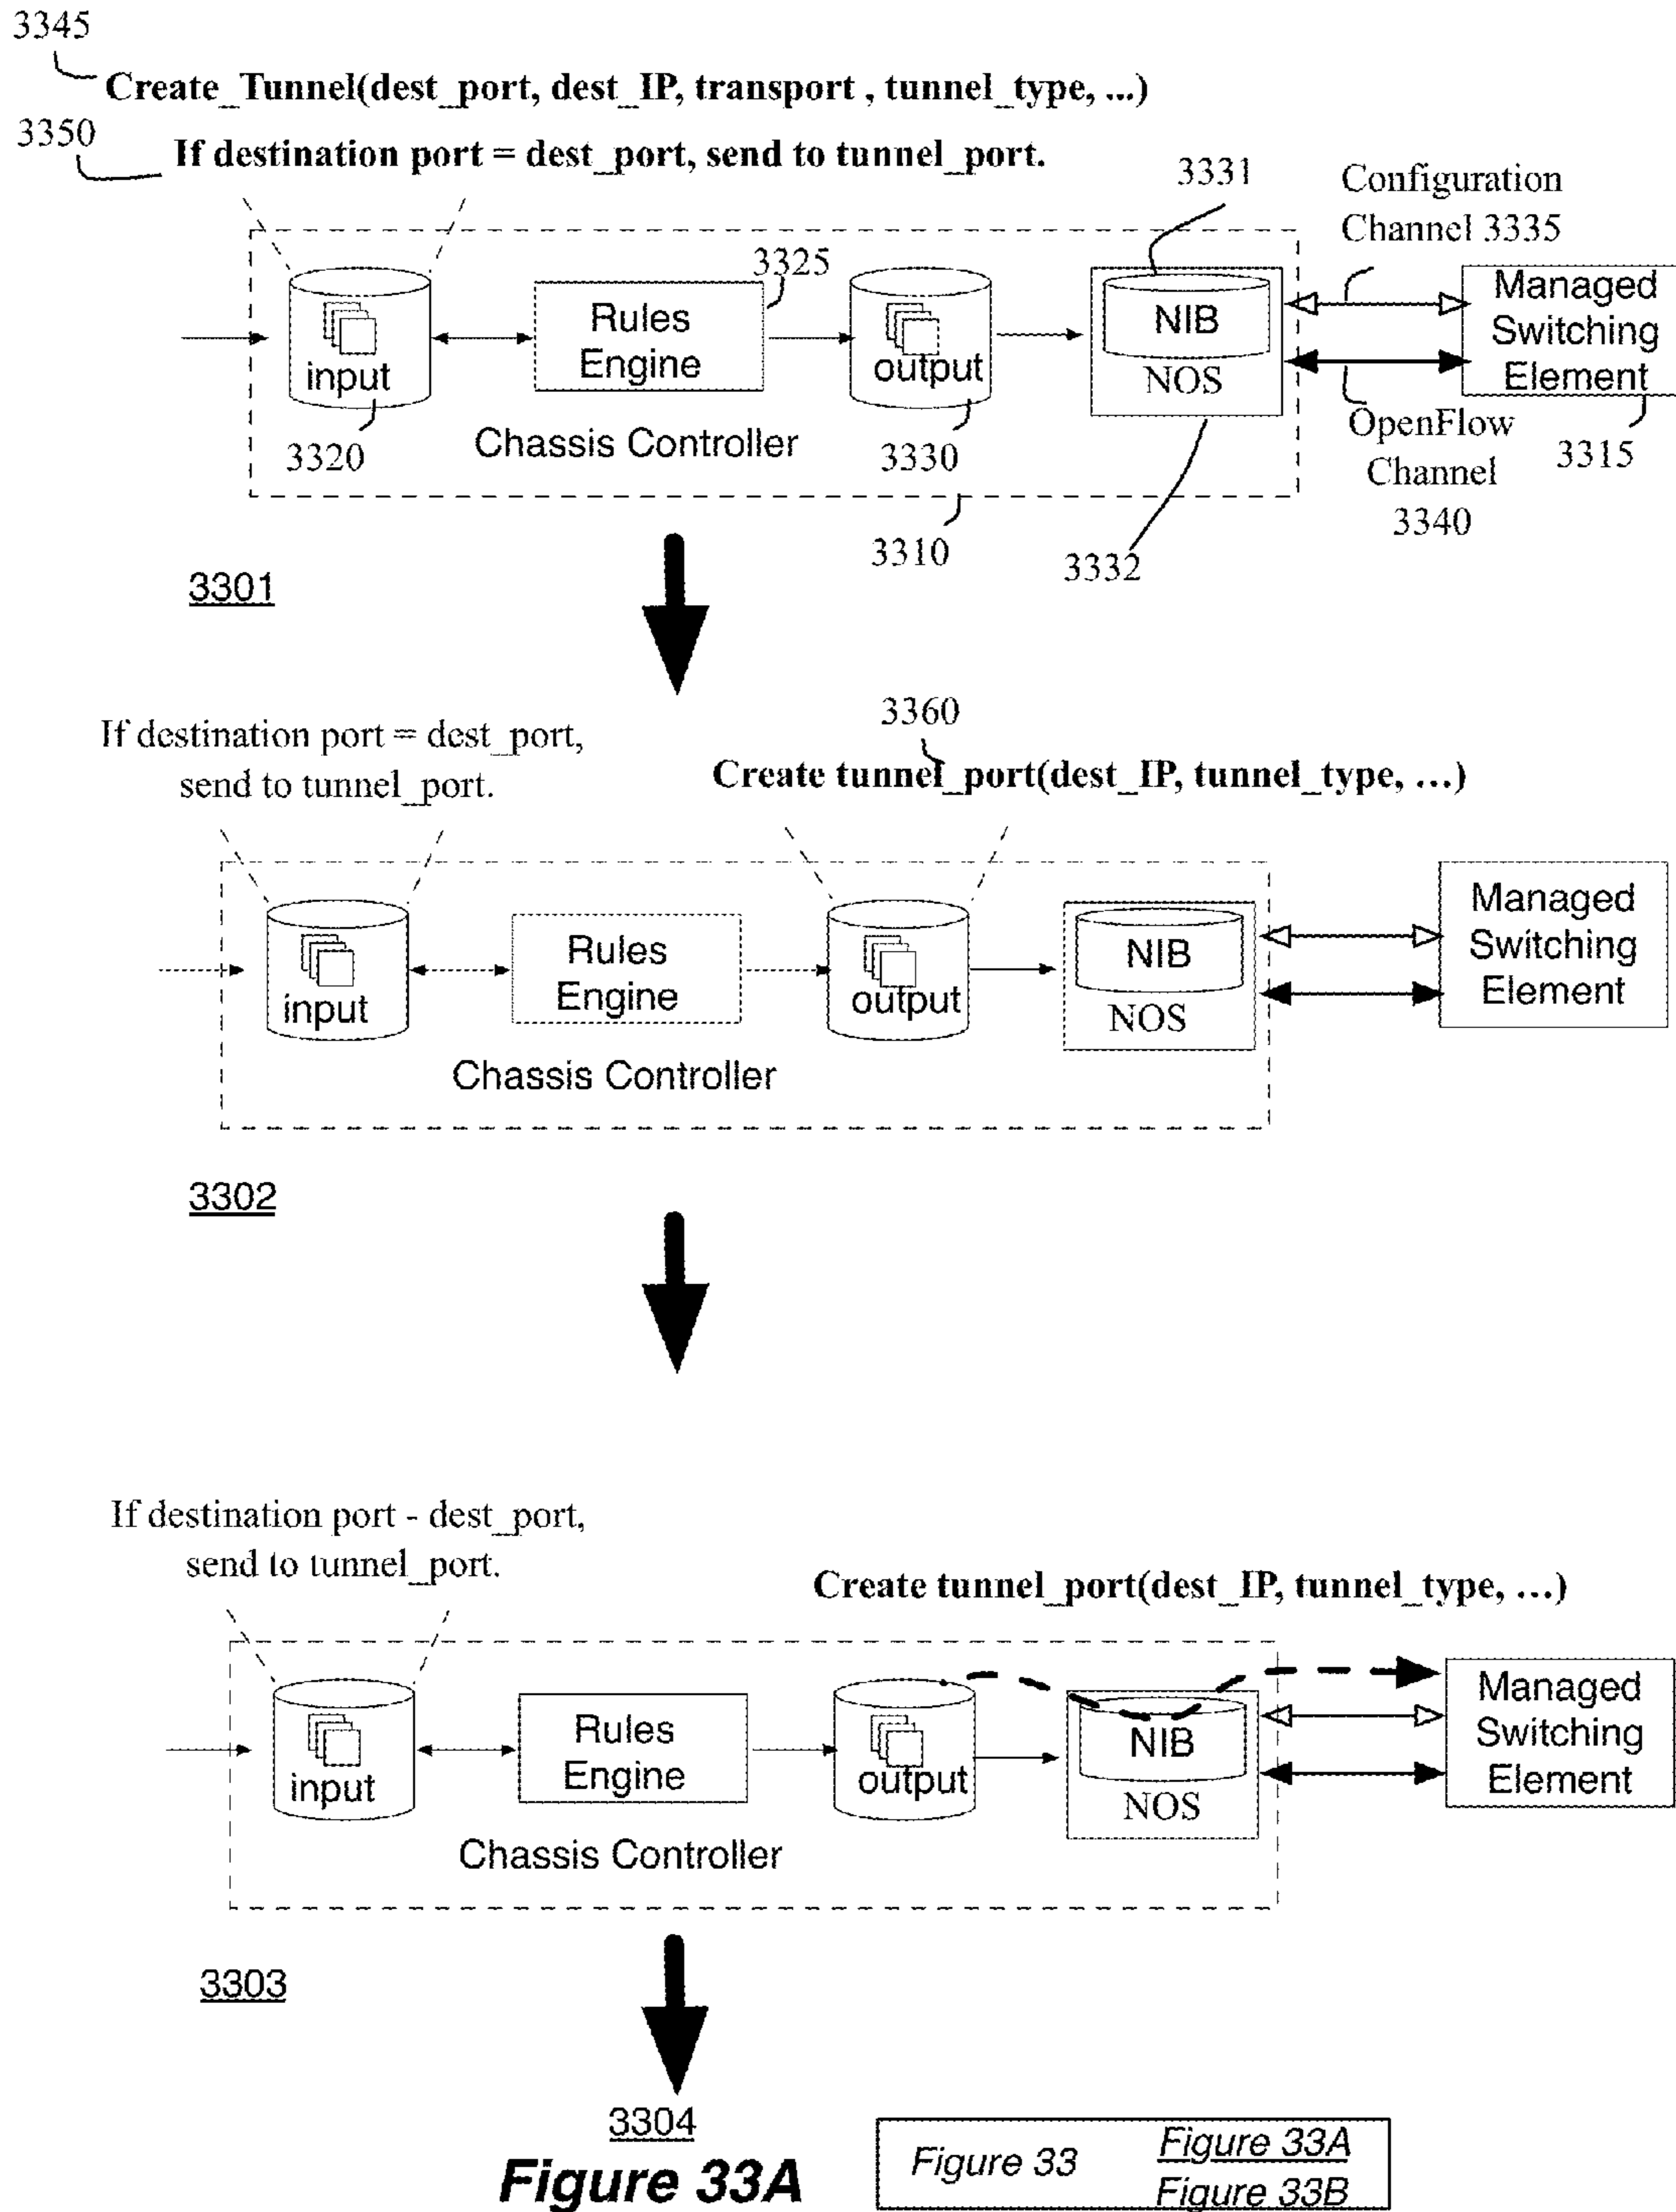 3345
Create_Tunnel(dest_port, dest_IP, transport , tunnel_type, ...)
3350
If destination port = dest_port, send to tunnel_port.
3331
Configuration
Channel 3335
3325
input
Rules
Engine
output
NIB
NOS
Managed
Switching
Element
3320
Chassis Controller
3330
OpenFlow
Channel
3340
3315
3310
3332
3301
3360
If destination port = dest_port,
send to tunnel_port.
Create tunnel_port(dest_IP, tunnel_type, ...)
input
Rules
Engine
output
NIB
NOS
Managed
Switching
Element
Chassis Controller
3302
If destination port - dest_port,
send to tunnel_port.
Create tunnel_port(dest_IP, tunnel_type, ...)
input
Rules
Engine
output
NIB
NOS
Managed
Switching
Element
Chassis Controller
3303
3304
Figure 33A
Figure 33
Figure 33A
Figure 33B